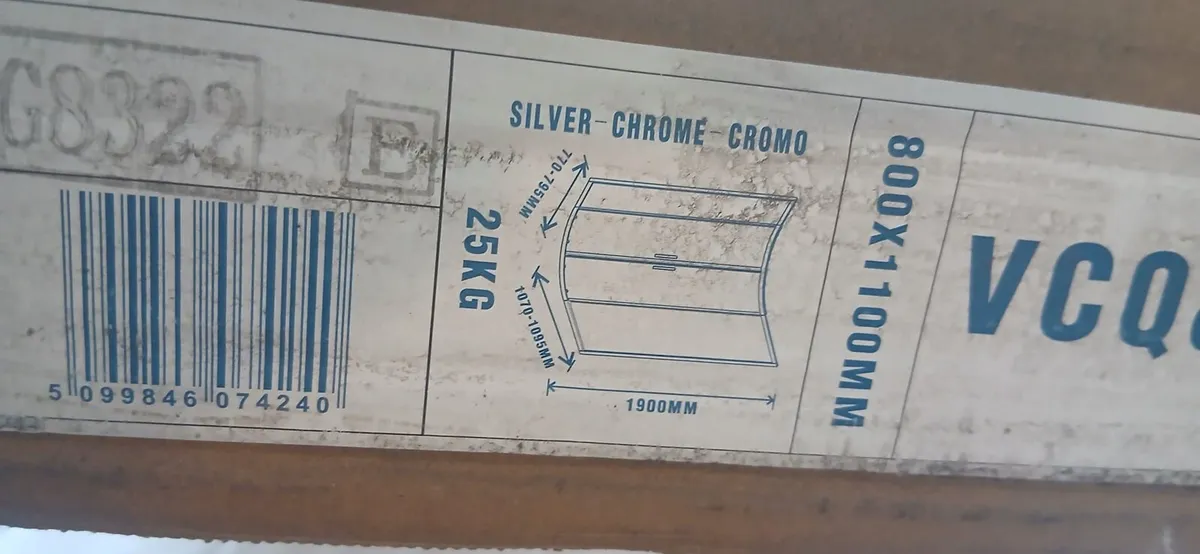 G8322
E
5 099846 074240
SILVER-CHROME-CROMO
25KG
770-795MM
1070-1095MM
1900MM
800X1100MM
VCQ